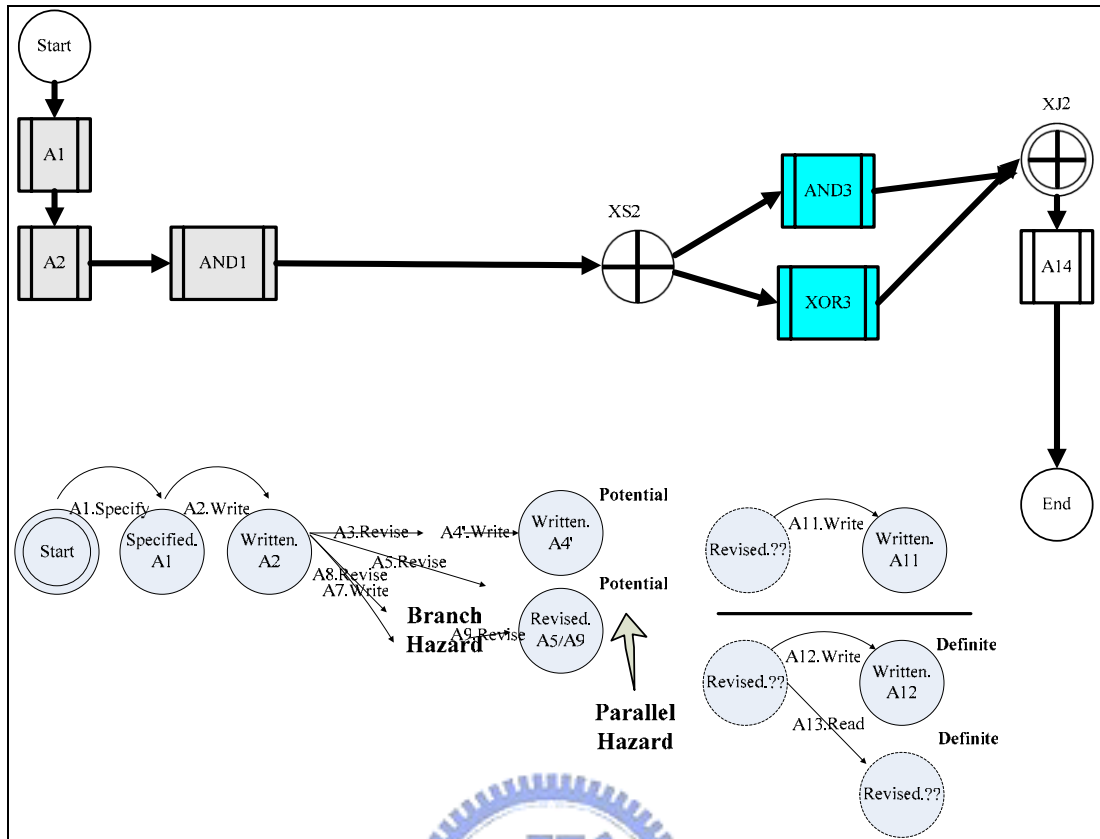 Start
A1
A2
AND1
XS2
AND3
XOR3
XJ2
A14
End
A1.Specify
A2.Write
Start
Specified.
A1
Written.
A2
A3.Revise
A4'.Write
A5.Revise
A8.Revise
A7.Write
Branch
Hazard
A9.Revise
Written.
A4'
Potential
Revised.
A5/A9
Potential
Parallel
Hazard
Revised.??
A11.Write
Written.
A11
Revised.??
A12.Write
Written.
A12
Definite
A13.Read
Definite
Revised.??